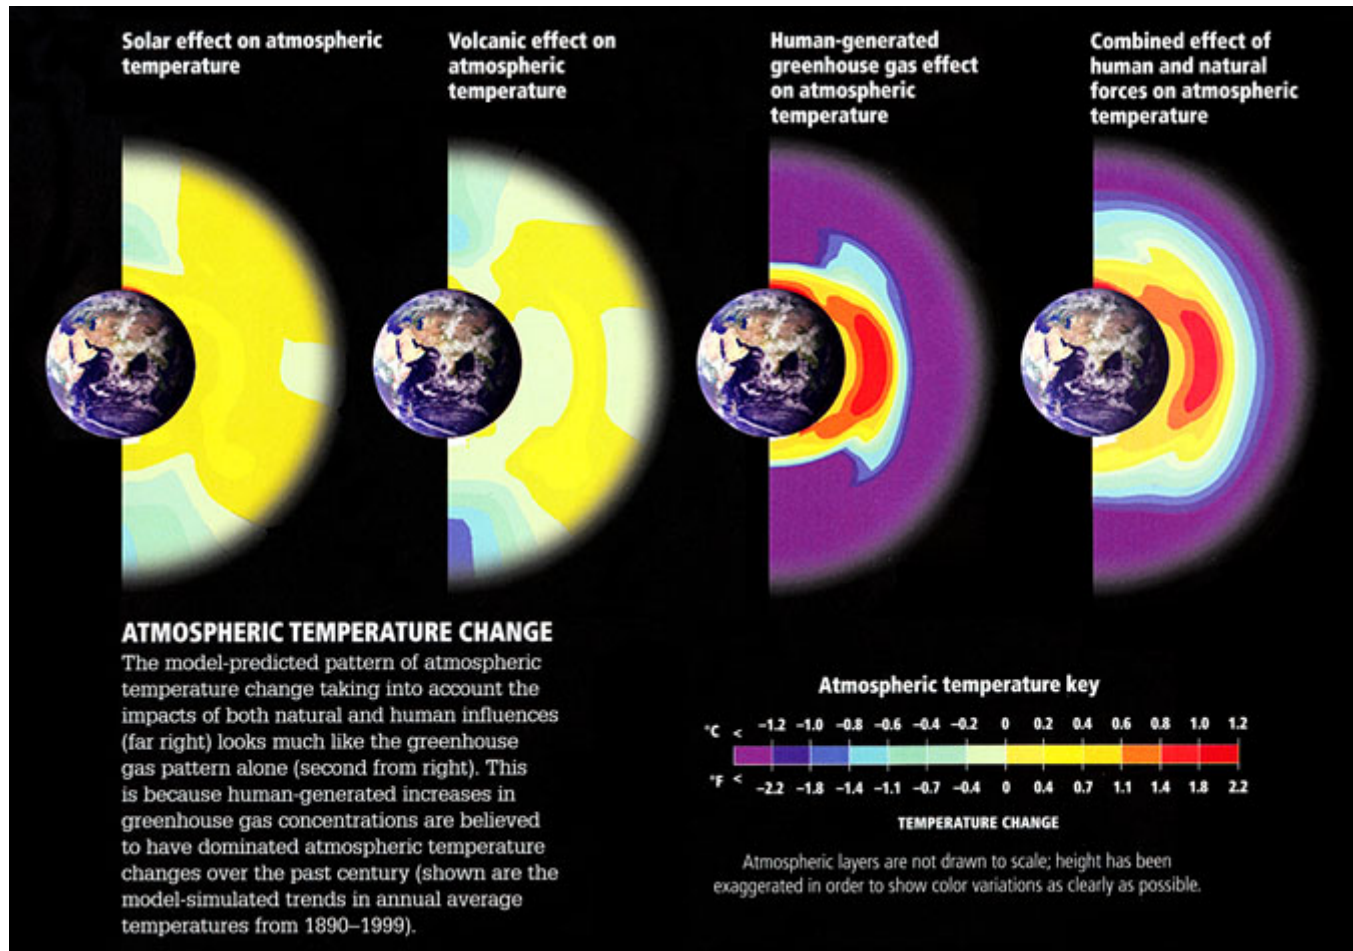 Solar effect on atmospheric
temperature
Volcanic effect on
atmospheric
temperature
Human-generated
greenhouse gas effect
on atmospheric
temperature
Combined effect of
human and natural
forces on atmospheric
temperature
ATMOSPHERIC TEMPERATURE CHANGE
The model-predicted pattern of atmospheric
temperature change taking into account the
impacts of both natural and human influences
(far right) looks much like the greenhouse
gas pattern alone (second from right). This
is because human-generated increases in
greenhouse gas concentrations are believed
to have dominated atmospheric temperature
changes over the past century (shown are the
model-simulated trends in annual average
temperatures from 1890–1999).
Atmospheric temperature key
°C < −1.2 −1.0 −0.8 −0.6 −0.4 −0.2 0 0.2 0.4 0.6 0.8 1.0 1.2
°F < −2.2 −1.8 −1.4 −1.1 −0.7 −0.4 0 0.4 0.7 1.1 1.4 1.8 2.2
TEMPERATURE CHANGE
Atmospheric layers are not drawn to scale; height has been
exaggerated in order to show color variations as clearly as possible.